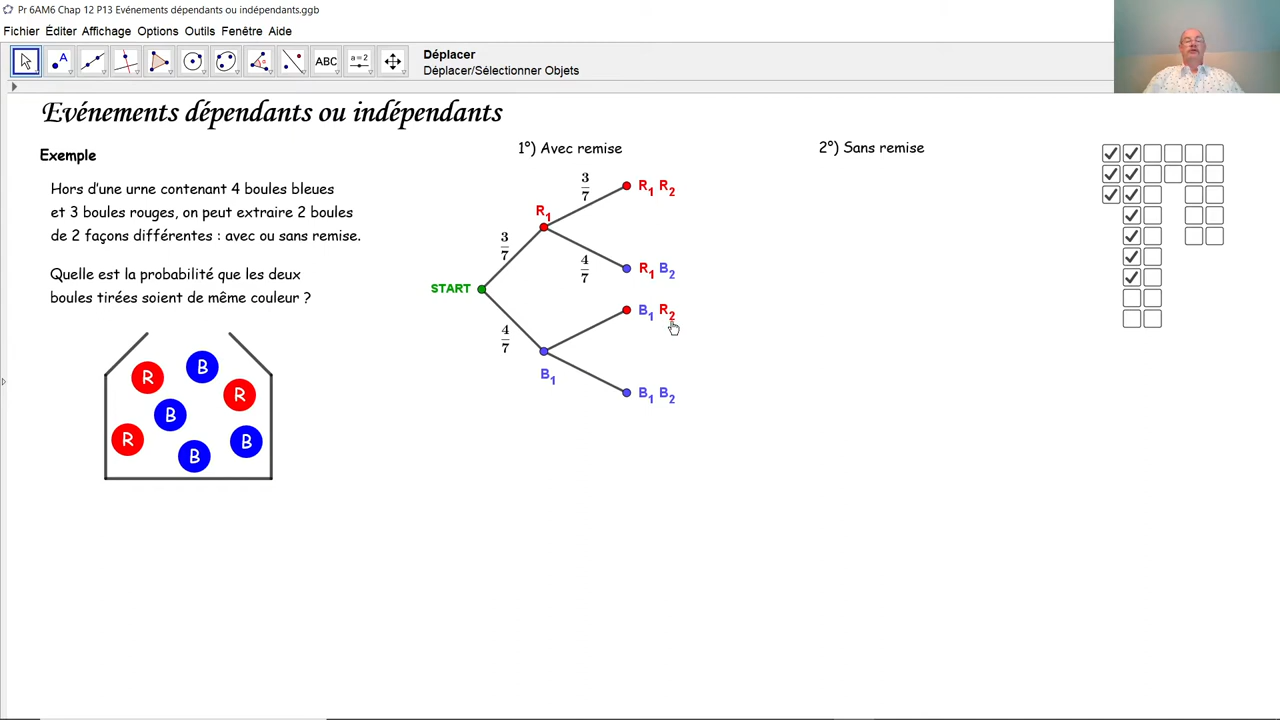 Pr 6AM6 Chap 12 P13 Evénements dépendants ou indépendants.ggb
Fichier Éditer Affichage Options Outils Fenêtre Aide
A
ABC
a=2
Déplacer
Déplacer/Sélectionner Objets
Evénements dépendants ou indépendants
Exemple
Hors d'une urne contenant 4 boules bleues
et 3 boules rouges, on peut extraire 2 boules
de 2 façons différentes : avec ou sans remise.
Quelle est la probabilité que les deux
boules tirées soient de même couleur ?
R
B
R
B
R
B
B
1°) Avec remise
3/7
R1 R2
R1
3/7
4/7
R1 B2
START
B1 R2
4/7
B1
B1 B2
2°) Sans remise